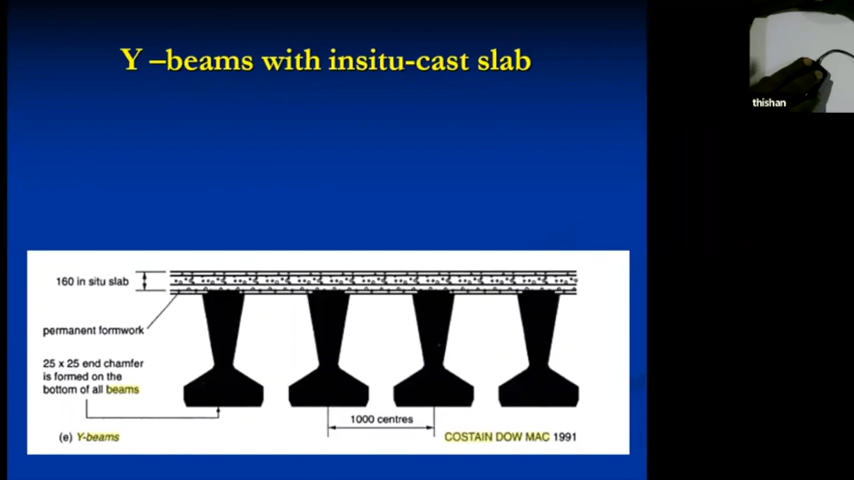 Y –beams with insitu-cast slab
thishan
160 in situ slab
permanent formwork
25 x 25 end chamfer
is formed on the
bottom of all beams
1000 centres
(e) Y-beams
COSTAIN DOW MAC 1991